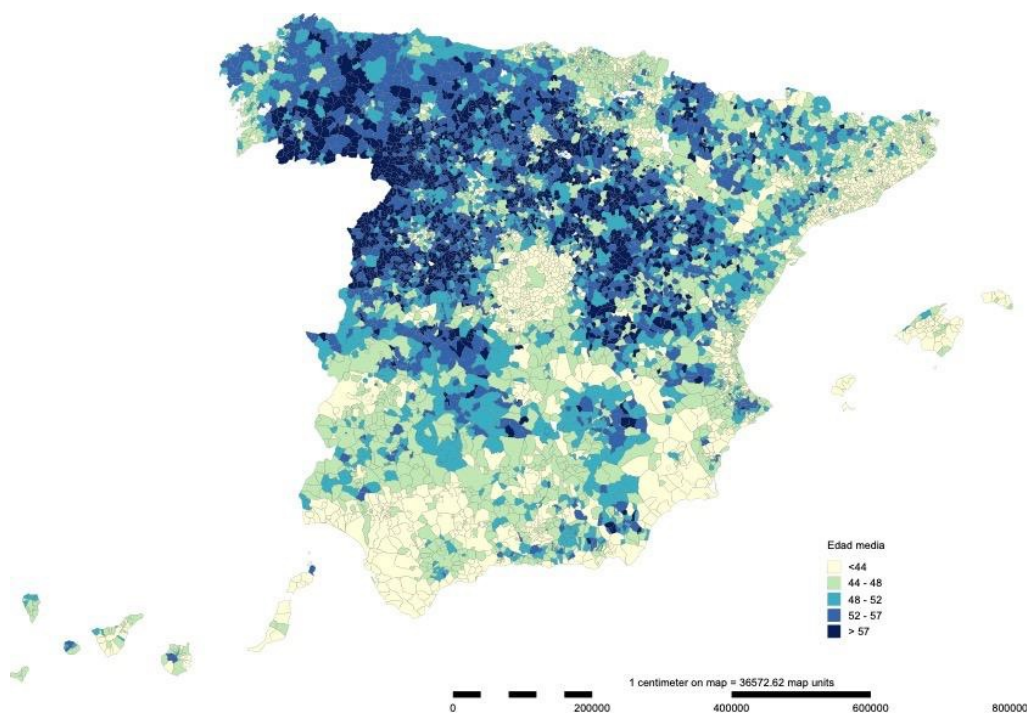 Edad media
<44
44 - 48
48 - 52
52 - 57
> 57
1 centimeter on map = 36572.62 map units
0 200000 400000 600000 800000